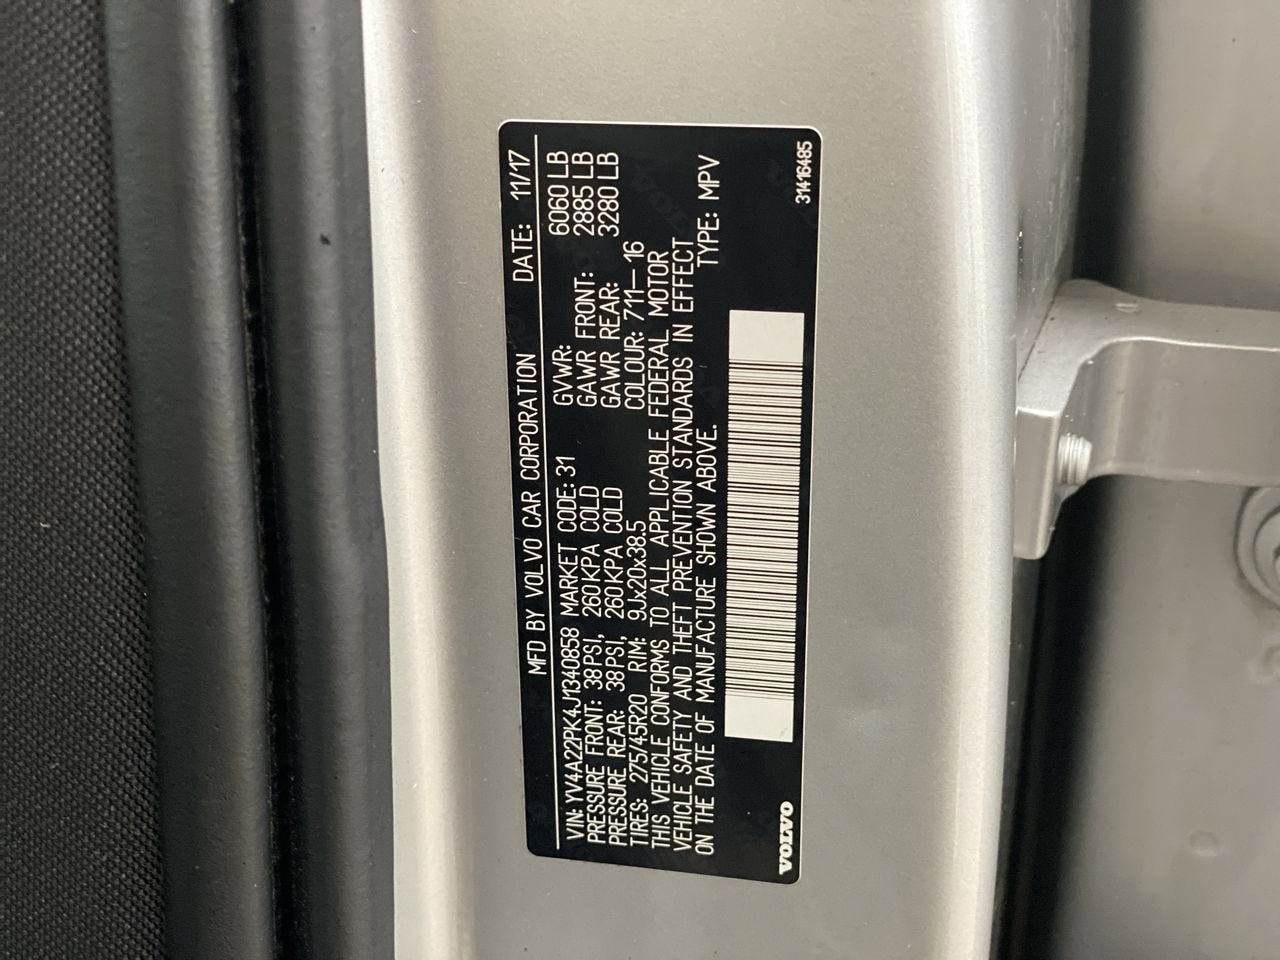 MFD BY VOLVO CAR CORPORATION DATE: 11/17
VIN: YV4A22PK4J1340858 MARKET CODE: 31 GVWR: 6060 LB
PRESSURE FRONT: 38PSI, 260KPA COLD GAWR FRONT: 2885 LB
PRESSURE REAR: 38PSI, 260KPA COLD GAWR REAR: 3280 LB
TIRES: 275/45R20 RIM: 9Jx20x38.5 COLOUR: 711-- 16
THIS VEHICLE CONFORMS TO ALL APPLICABLE FEDERAL MOTOR
VEHICLE SAFETY AND THEFT PREVENTION STANDARDS IN EFFECT
ON THE DATE OF MANUFACTURE SHOWN ABOVE. TYPE: MPV
VOLVO 31416485